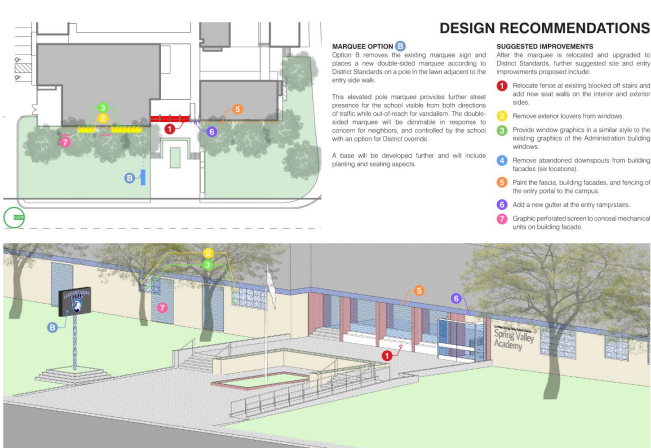 DESIGN RECOMMENDATIONS
MARQUEE OPTION B
Option B removes the existing marquee sign and
places a new double-sided marquee according to
District Standards on a pole in the lawn adjacent to the
entry side walk.
This elevated pole marquee provides further street
presence for the school visible from both directions
of traffic while out-of-reach for vandalism. The double-
sided marquee will be dimmable in response to
concern for neighbors, and controlled by the school
with an option for District override.
A base will be developed further and will include
planting and seating aspects.
SUGGESTED IMPROVEMENTS
After the marquee is relocated and upgraded to
District Standards, further suggested site and entry
improvements proposed include:
1 Relocate fence at existing blocked off stairs and
add new seat walls on the interior and exterior
sides.
2 Remove exterior louvers from windows.
3 Provide window graphics in a similar style to the
existing graphics of the Administration building
windows.
4 Remove abandoned downspouts from building
facades (six locations).
5 Paint the fascia, building facades, and fencing of
the entry portal to the campus.
6 Add a new gutter at the entry ramp/stairs.
7 Graphic perforated screen to conceal mechanical
units on building facade.
3
2
7
1
5
6
B
2
3
7
B
5
6
1
Spring Valley
Academy